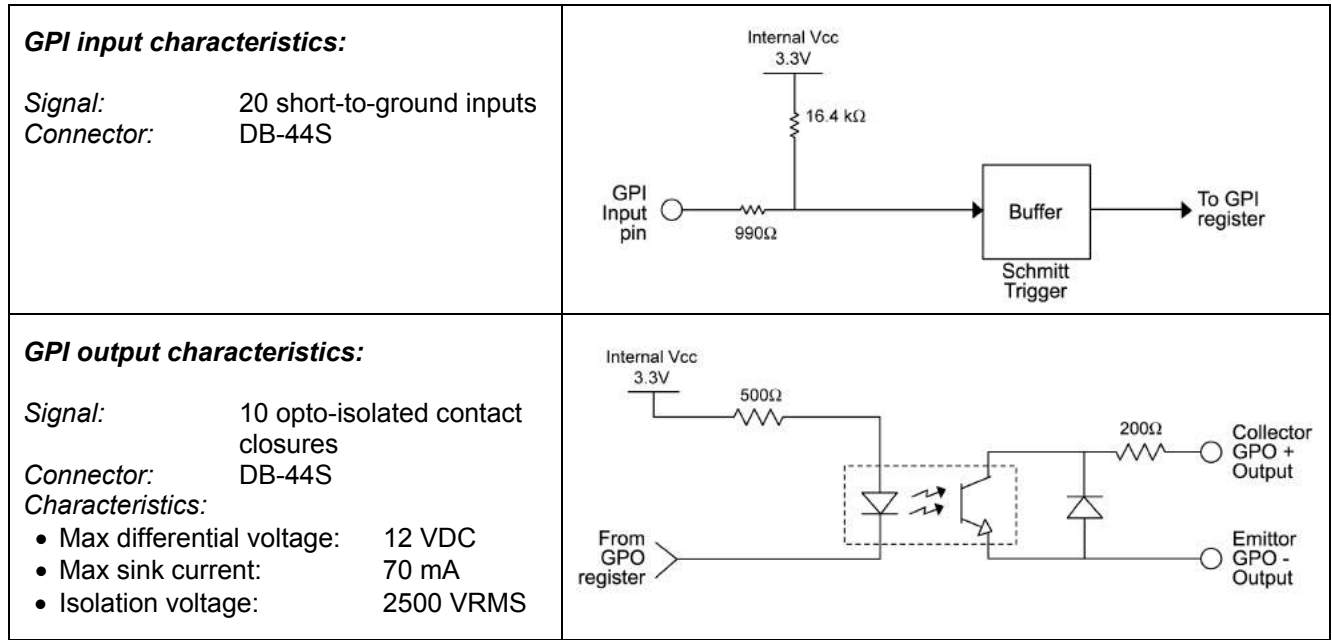 GPI input characteristics:
Signal: 20 short-to-ground inputs
Connector: DB-44S
Internal Vcc
3.3V
16.4 kΩ
GPI
Input
pin
990Ω
Buffer
Schmitt
Trigger
To GPI
register
GPI output characteristics:
Signal: 10 opto-isolated contact
closures
Connector: DB-44S
Characteristics:
• Max differential voltage: 12 VDC
• Max sink current: 70 mA
• Isolation voltage: 2500 VRMS
Internal Vcc
3.3V
500Ω
From
GPO
register
200Ω
Collector
GPO +
Output
Emittor
GPO -
Output